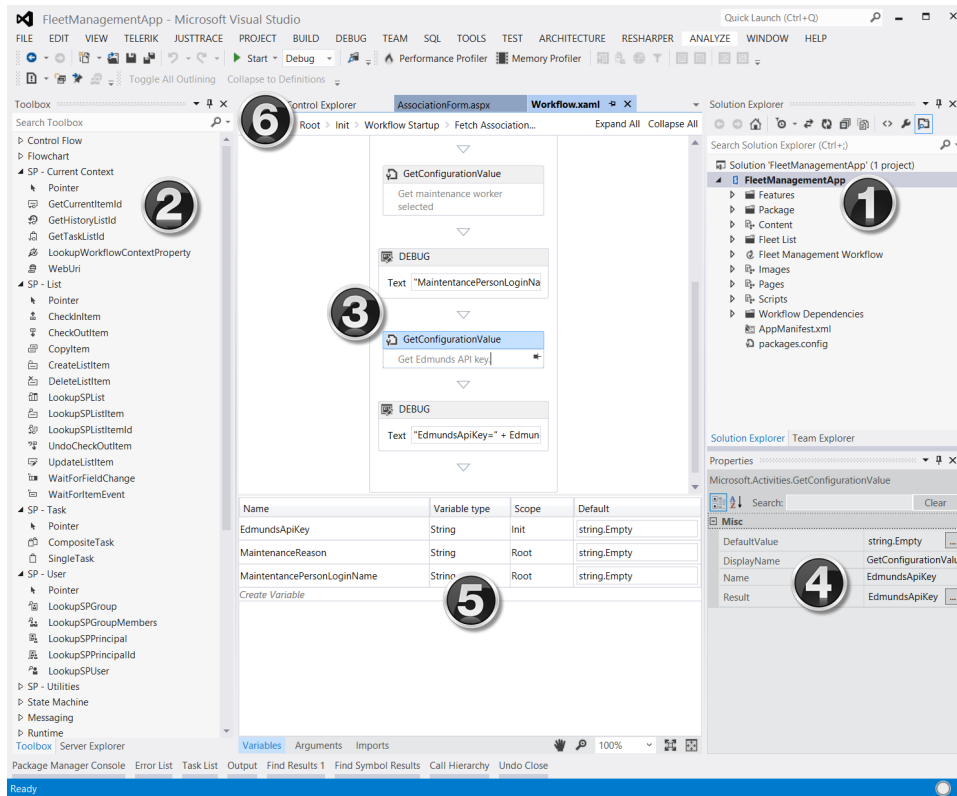 FleetManagementApp - Microsoft Visual Studio
Quick Launch (Ctrl+Q)
FILE EDIT VIEW TELERIK JUSTTRACE PROJECT BUILD DEBUG TEAM SQL TOOLS TEST ARCHITECTURE RESHARPER ANALYZE WINDOW HELP
Start Debug Performance Profiler Memory Profiler
Toggle All Outlining Collapse to Definitions
Toolbox
Search Toolbox
Control Flow
Flowchart
SP - Current Context
Pointer
GetCurrentItemId
GetHistoryListId
GetTaskListId
LookupWorkflowContextProperty
WebUri
SP - List
Pointer
CheckInItem
CheckOutItem
CopyItem
CreateListItem
DeleteListItem
LookupSPList
LookupSPListItem
LookupSPListItemId
UndoCheckOutItem
UpdateListItem
WaitForFieldChange
WaitForItemEvent
SP - Task
Pointer
CompositeTask
SingleTask
SP - User
Pointer
LookupSPGroup
LookupSPGroupMembers
LookupSPPrincipal
LookupSPPrincipalId
LookupSPUser
SP - Utilities
State Machine
Messaging
Runtime
Toolbox Server Explorer
2
6
Control Explorer AssociationForm.aspx Workflow.xaml
Root > Init > Workflow Startup > Fetch Association... Expand All Collapse All
GetConfigurationValue
Get maintenance worker
selected
DEBUG
Text "MaintentancePersonLoginNa
3
GetConfigurationValue
Get Edmunds API key.
DEBUG
Text "EdmundsApiKey=" + Edmun
Name Variable type Scope Default
EdmundsApiKey String Init string.Empty
MaintenanceReason String Root string.Empty
MaintentancePersonLoginName String Root string.Empty
Create Variable
5
Variables Arguments Imports 100%
Solution Explorer
Search Solution Explorer (Ctrl+;)
Solution 'FleetManagementApp' (1 project)
FleetManagementApp
Features
Package
Content
Fleet List
Fleet Management Workflow
Images
Pages
Scripts
Workflow Dependencies
AppManifest.xml
packages.config
1
Solution Explorer Team Explorer
Properties
Microsoft.Activities.GetConfigurationValue
Search: Clear
Misc
DefaultValue string.Empty ...
DisplayName GetConfigurationValu
Name EdmundsApiKey
Result EdmundsApiKey ...
4
Package Manager Console Error List Task List Output Find Results 1 Find Symbol Results Call Hierarchy Undo Close
Ready